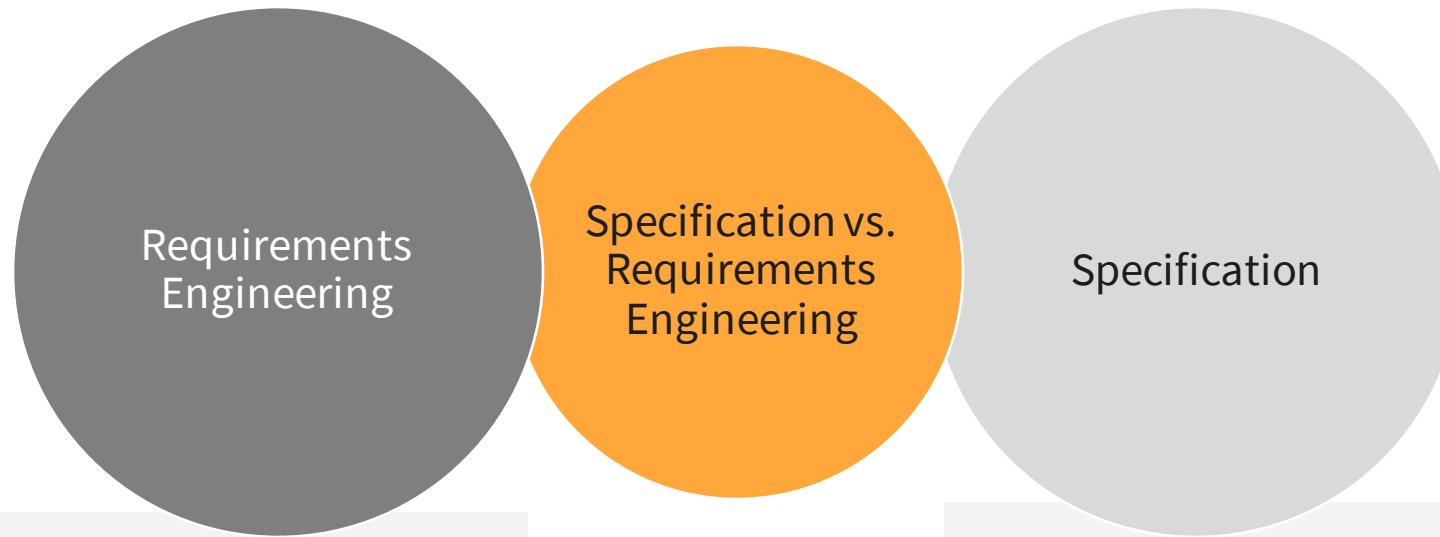 Requirements
Engineering
Specification vs.
Requirements
Engineering
Specification